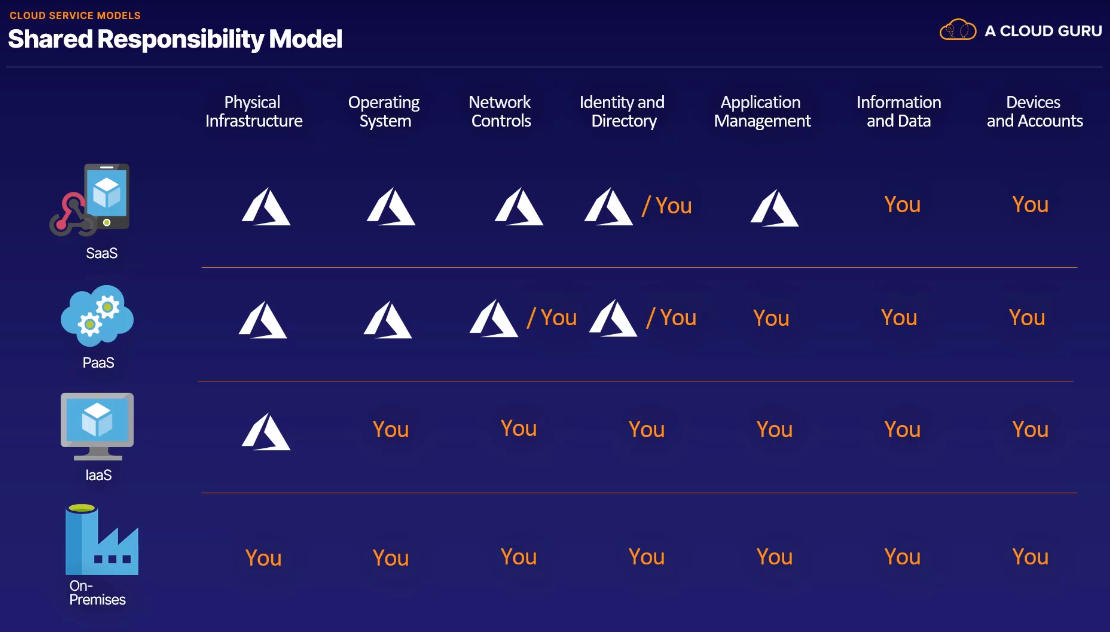 CLOUD SERVICE MODELS
Shared Responsibility Model
A CLOUD GURU
Physical
Infrastructure
Operating
System
Network
Controls
Identity and
Directory
Application
Management
Information
and Data
Devices
and Accounts
/ You
You
You
SaaS
/ You
/ You
You
You
You
PaaS
You
You
You
You
You
You
IaaS
You
You
You
You
You
You
You
On-
Premises